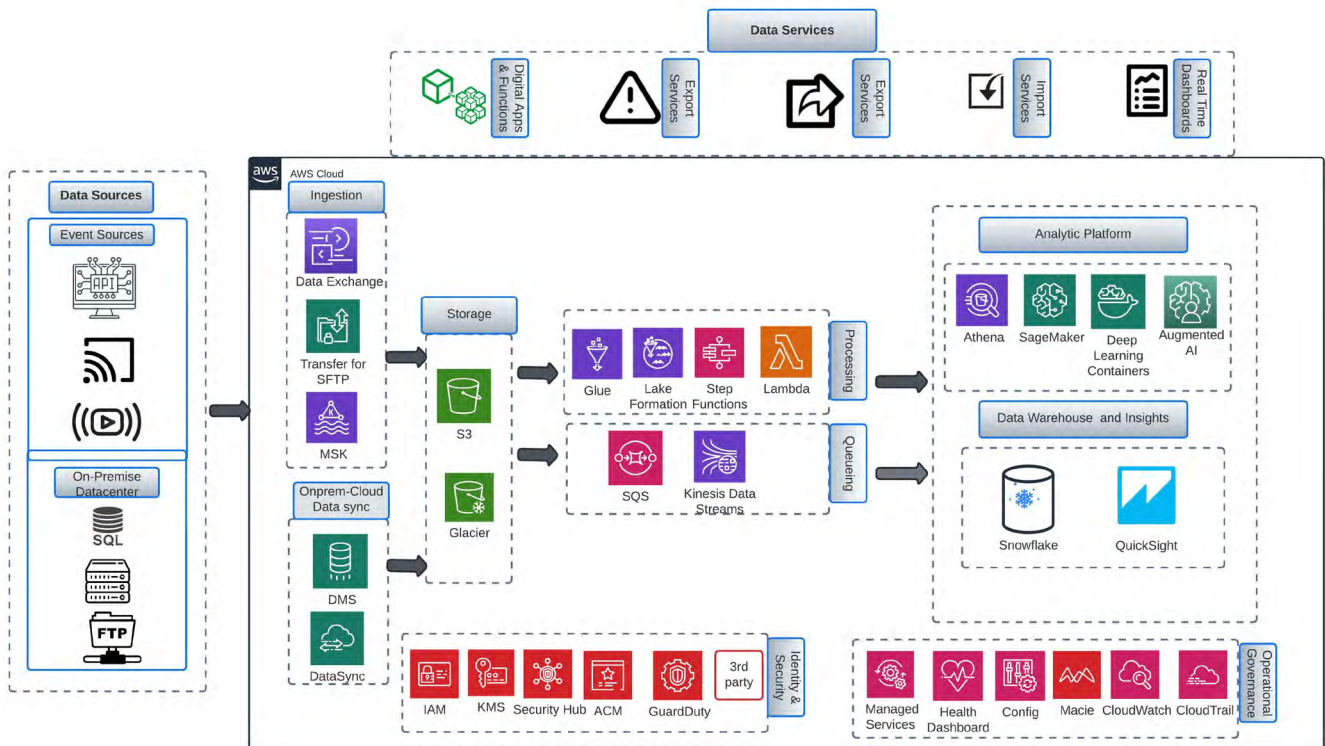 Data Services
Digital Apps
& Functions
Export
Services
Export
Services
Import
Services
Real Time
Dashboards
aws
AWS Cloud
Data Sources
Event Sources
API
On-Premise
Datacenter
SQL
FTP
Ingestion
Data Exchange
Transfer for
SFTP
K
MSK
Onprem-Cloud
Data sync
DMS
DataSync
Storage
S3
Glacier
Glue
Lake
Formation
Step
Functions
Lambda
Processing
SQS
Kinesis Data
Streams
Queueing
Analytic Platform
Athena
SageMaker
Deep
Learning
Containers
Augmented
AI
Data Warehouse and Insights
Snowflake
QuickSight
IAM
KMS
Security Hub
ACM
GuardDuty
3rd
party
Identity &
Security
Managed
Services
Health
Dashboard
Config
Macie
CloudWatch
CloudTrail
Operational
Governance